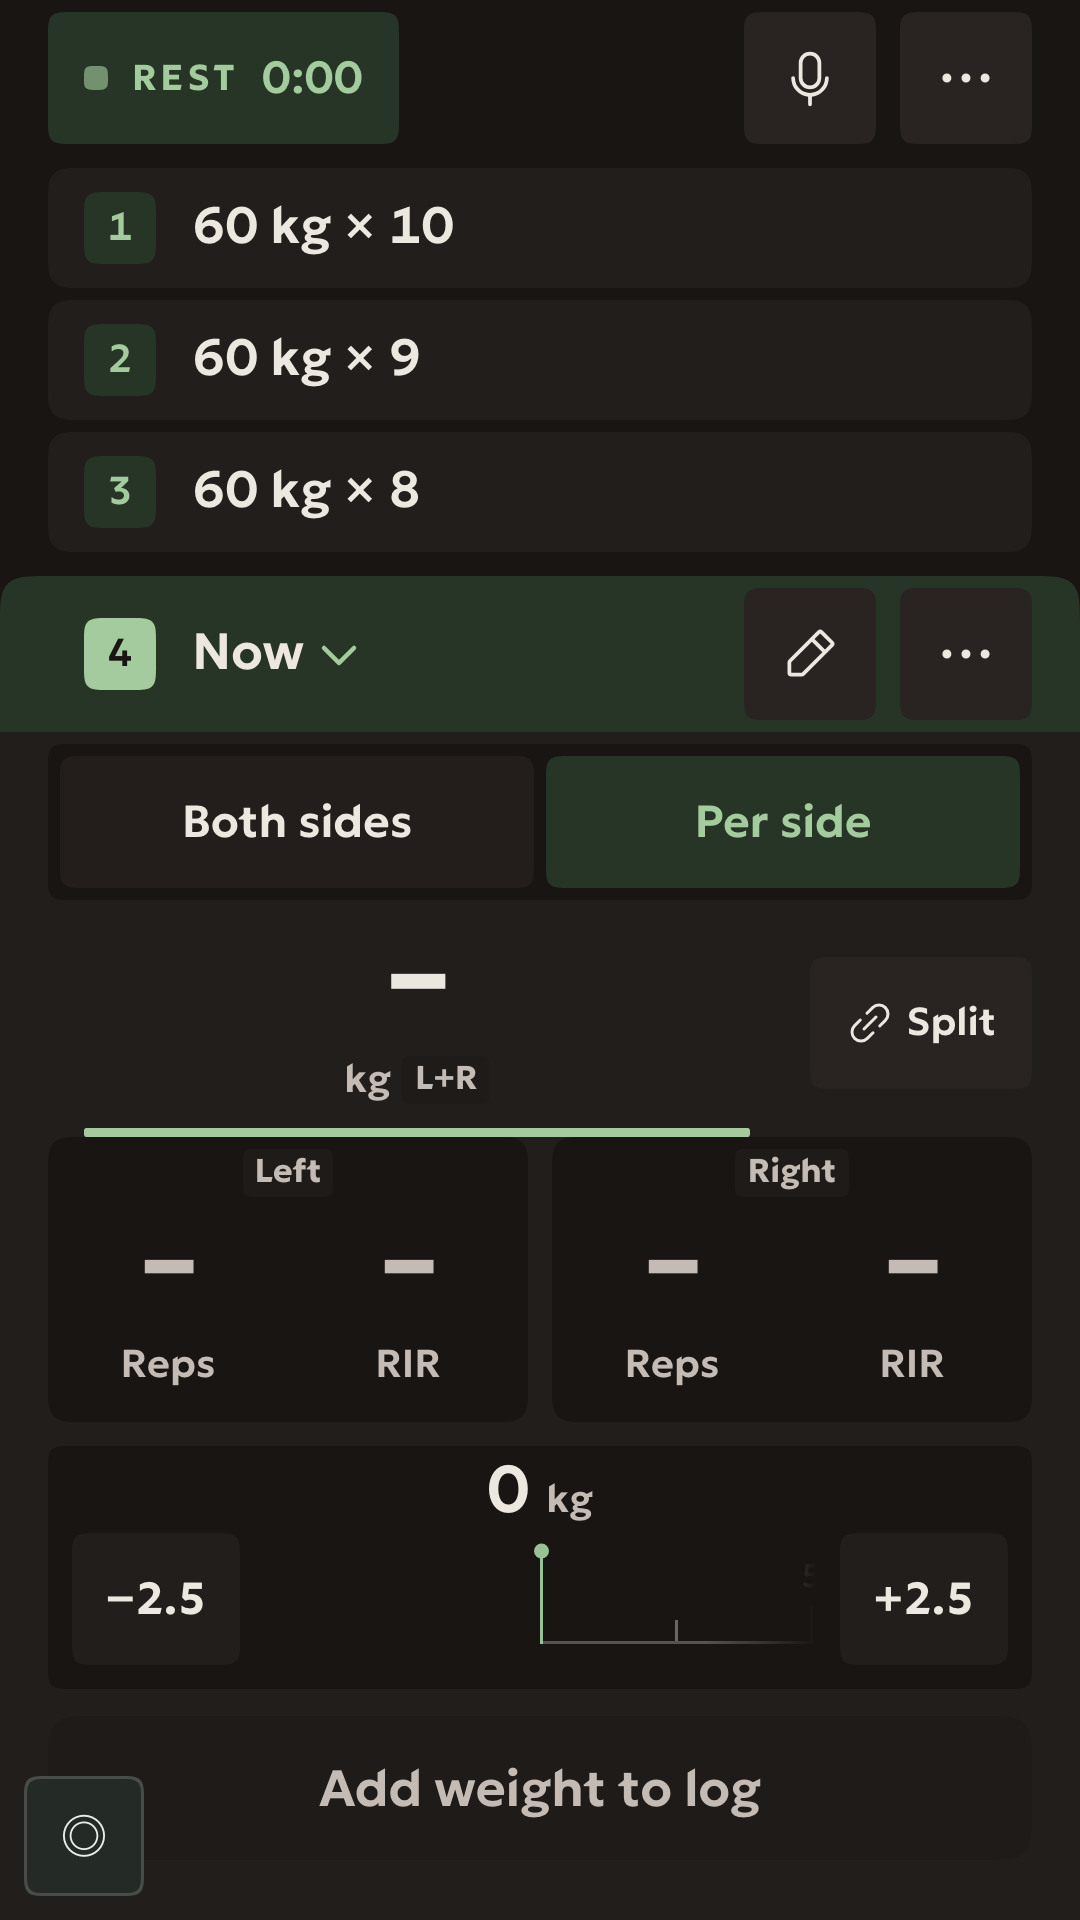 REST 0:00
1 60 kg × 10
2 60 kg × 9
3 60 kg × 8
4 Now
Both sides Per side
–
kg L+R
Split
Left Right
– – – –
Reps RIR Reps RIR
0 kg
−2.5 5 +2.5
Add weight to log